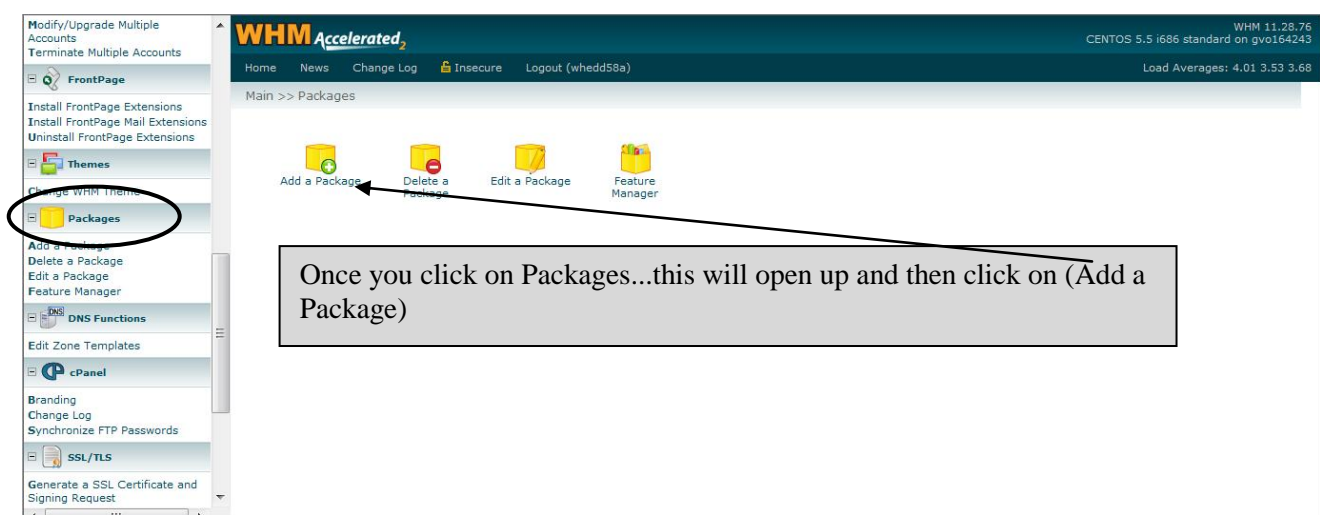 Modify/Upgrade Multiple
Accounts
Terminate Multiple Accounts
FrontPage
Install FrontPage Extensions
Install FrontPage Mail Extensions
Uninstall FrontPage Extensions
Themes
Change WHM Theme
Packages
Add a Package
Delete a Package
Edit a Package
Feature Manager
DNS
DNS Functions
Edit Zone Templates
cPanel
Branding
Change Log
Synchronize FTP Passwords
SSL/TLS
Generate a SSL Certificate and
Signing Request
WHM Accelerated2
WHM 11.28.76
CENTOS 5.5 i686 standard on gvo164243
Home News Change Log Insecure Logout (whedd58a)
Load Averages: 4.01 3.53 3.68
Main >> Packages
Add a Package
Delete a
Package
Edit a Package
Feature
Manager
Once you click on Packages...this will open up and then click on (Add a
Package)